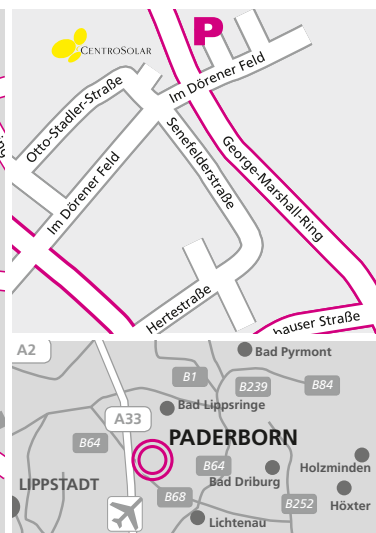 P
CENTROSOLAR
Im Dörener Feld
Otto-Stadler-Straße
Senefelderstraße
George-Marshall-Ring
Im Dörener Feld
Hertestraße
hauser Straße
A2
Bad Pyrmont
B1
B239
B84
Bad Lippsringe
A33
B64
PADERBORN
B64
Holzminden
LIPPSTADT
Bad Driburg
B68
B252
Höxter
Lichtenau